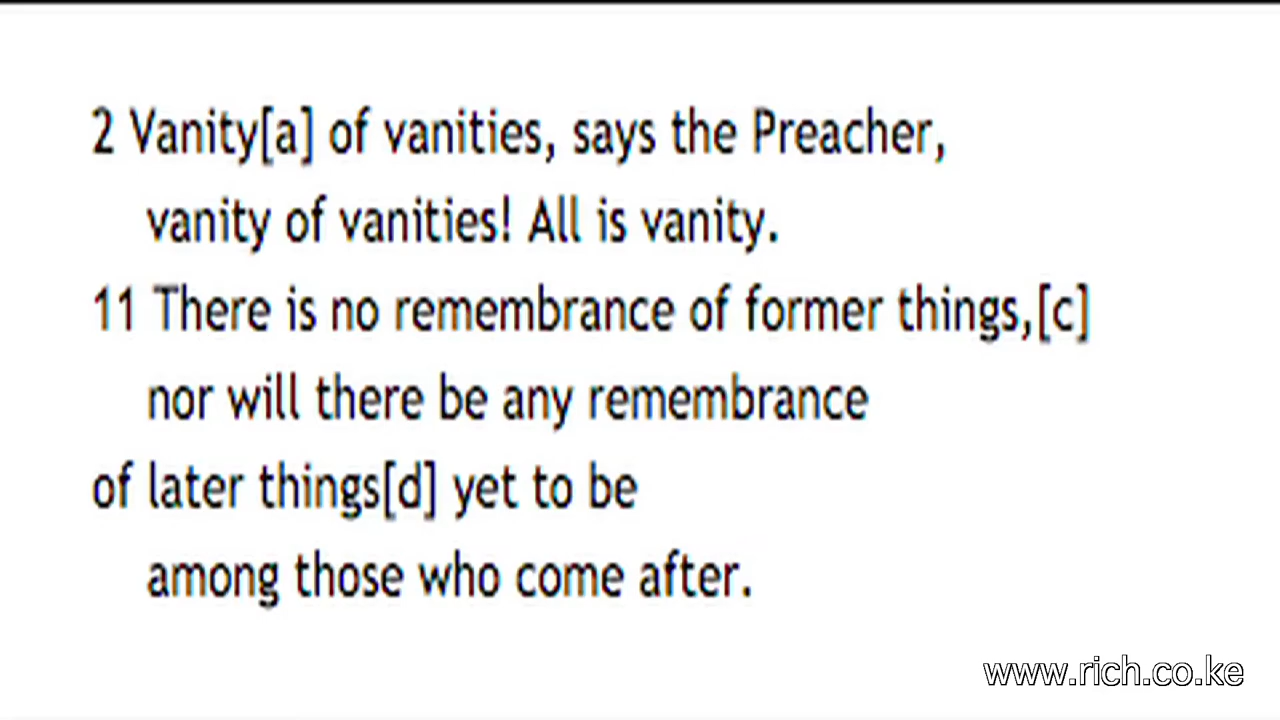 2 Vanity[a] of vanities, says the Preacher,
vanity of vanities! All is vanity.
11 There is no remembrance of former things,[c]
nor will there be any remembrance
of later things[d] yet to be
among those who come after.
www.rich.co.ke